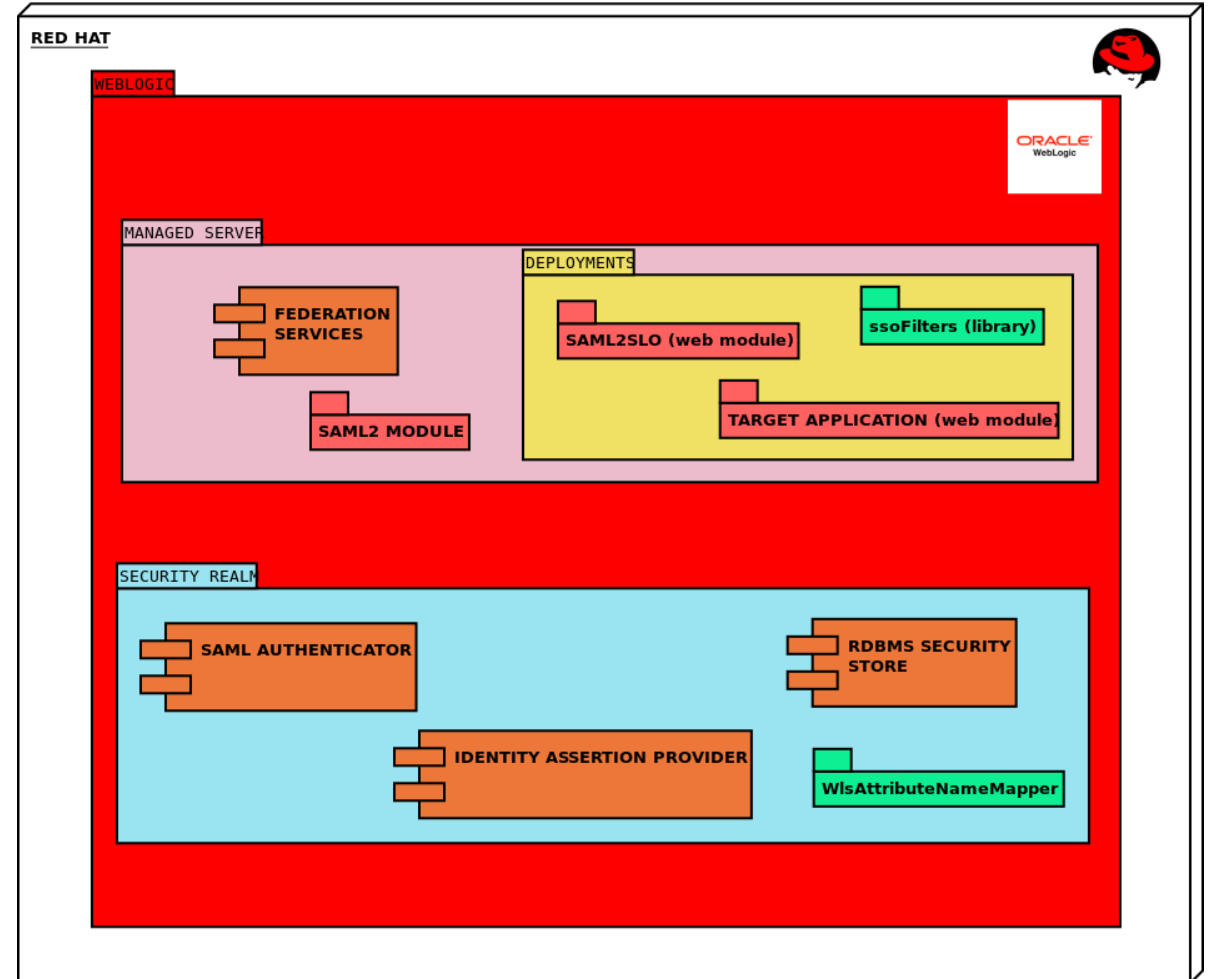 RED HAT
WEBLOGIC
ORACLE
WebLogic
MANAGED SERVER
DEPLOYMENTS
FEDERATION
SERVICES
SAML2SLO (web module)
ssoFilters (library)
SAML2 MODULE
TARGET APPLICATION (web module)
SECURITY REALM
SAML AUTHENTICATOR
RDBMS SECURITY
STORE
IDENTITY ASSERTION PROVIDER
WlsAttributeNameMapper